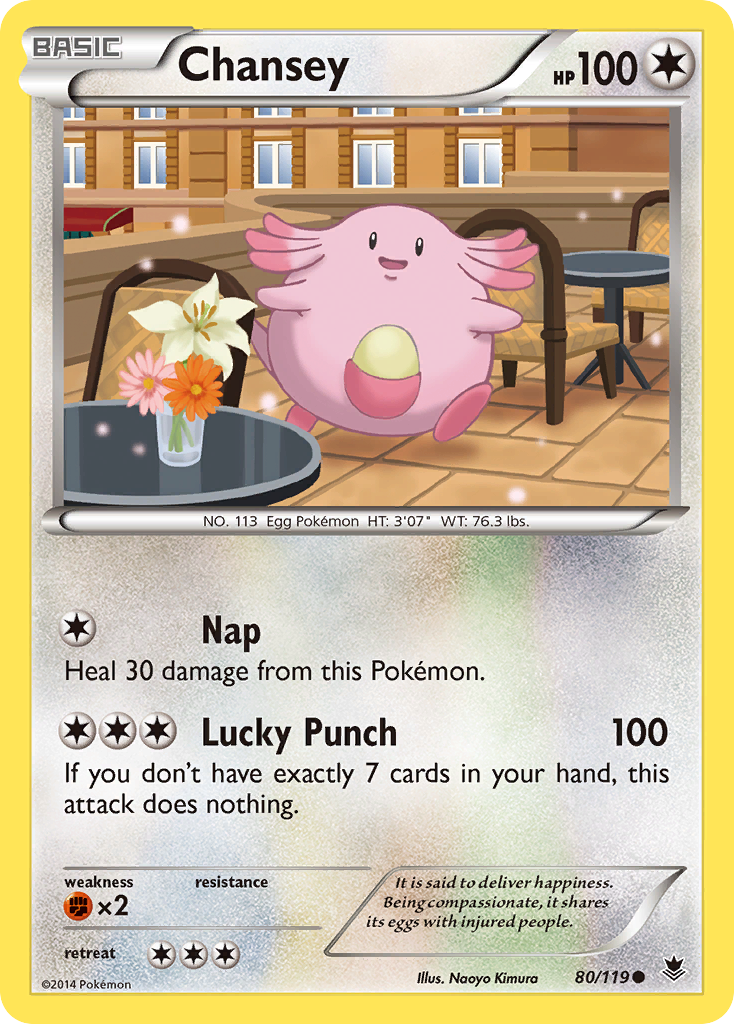 BASIC
Chansey
HP100
NO. 113 Egg Pokémon HT: 3'07" WT: 76.3 lbs.
Nap
Heal 30 damage from this Pokémon.
Lucky Punch 100
If you don't have exactly 7 cards in your hand, this
attack does nothing.
weakness resistance
×2
retreat
It is said to deliver happiness.
Being compassionate, it shares
its eggs with injured people.
©2014 Pokémon
Illus. Naoyo Kimura 80/119